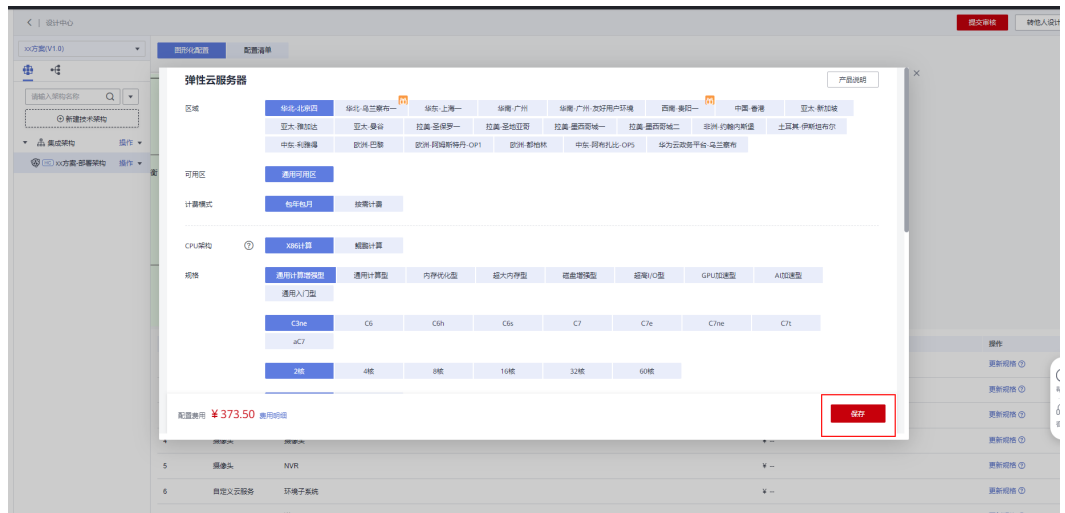 设计中心
提交审核
转他人设计
xx方案(V1.0)
图形化配置 配置清单
请输入架构名称
新建技术架构
集成架构 操作
xx方案-部署架构 操作
弹性云服务器 产品说明
区域 华北-北京四 华北-乌兰察布一 华东-上海一 华南-广州 华南-广州-友好用户环境 西南-贵阳一 中国-香港 亚太-新加坡
亚太-雅加达 亚太-曼谷 拉美-圣保罗一 拉美-圣地亚哥 拉美-墨西哥城一 拉美-墨西哥城二 非洲-约翰内斯堡 土耳其-伊斯坦布尔
中东-利雅得 欧洲-巴黎 欧洲-阿姆斯特丹-OP1 欧洲-都柏林 中东-阿布扎比-OP5 华为云政务平台-乌兰察布
可用区 通用可用区
计费模式 包年包月 按需计费
CPU架构 X86计算 鲲鹏计算
规格 通用计算增强型 通用计算型 内存优化型 超大内存型 磁盘增强型 超高I/O型 GPU加速型 AI加速型
通用入门型
C3ne C6 C6h C6s C7 C7e C7ne C7t
aC7
2核 4核 8核 16核 32核 60核
配置费用 ¥373.50 费用明细 保存
操作
更新规格
更新规格
更新规格
4 摄像头 摄像头 ¥ -- 更新规格
5 摄像头 NVR ¥ -- 更新规格
6 自定义云服务 环境子系统 ¥ -- 更新规格